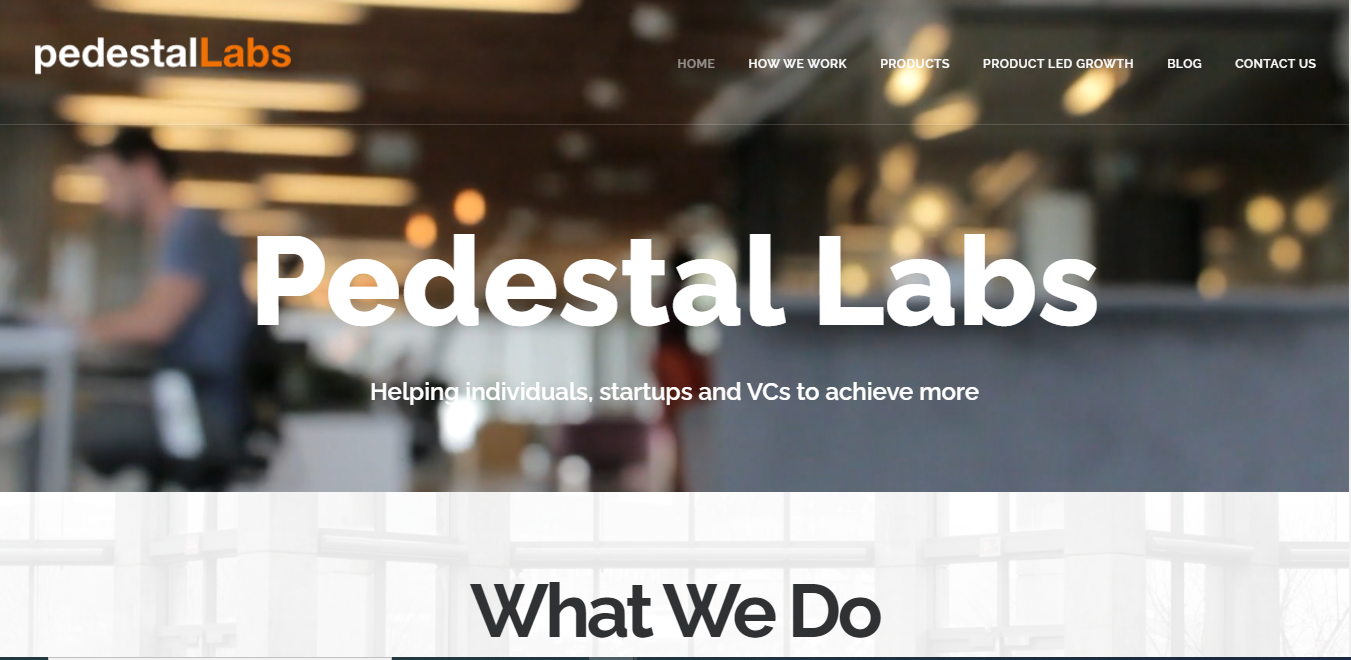 pedestalLabs
HOME HOW WE WORK PRODUCTS PRODUCT LED GROWTH BLOG CONTACT US
Pedestal Labs
Helping individuals, startups and VCs to achieve more
What We Do